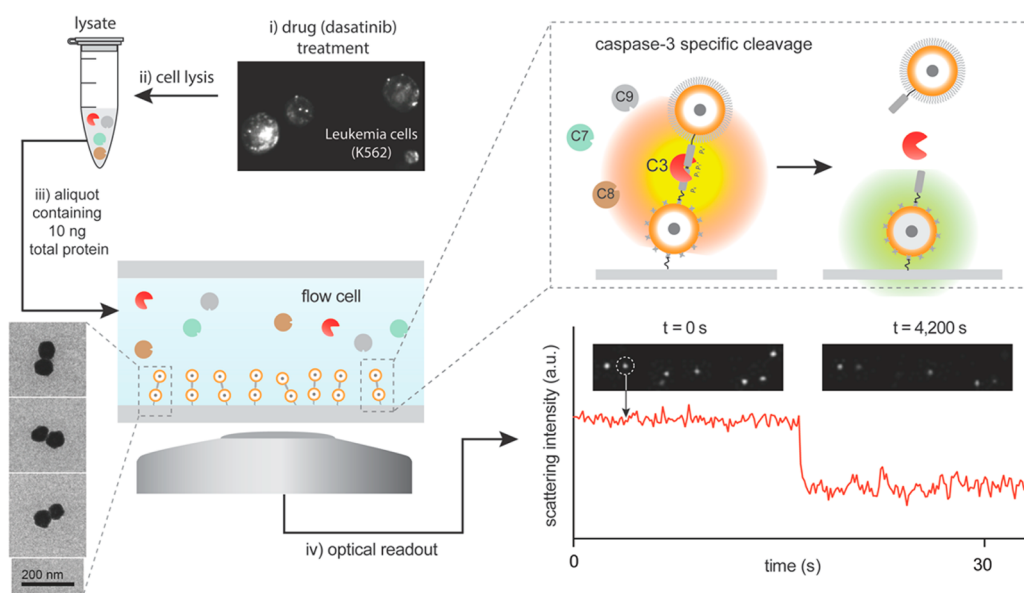 lysate
i) drug (dasatinib)
treatment
ii) cell lysis
Leukemia cells
(K562)
iii) aliquot
containing
10 ng
total protein
flow cell
200 nm
iv) optical readout
caspase-3 specific cleavage
C9
C7
C3
C8
t = 0 s
t = 4,200 s
scattering intensity (a.u.)
0
30
time (s)